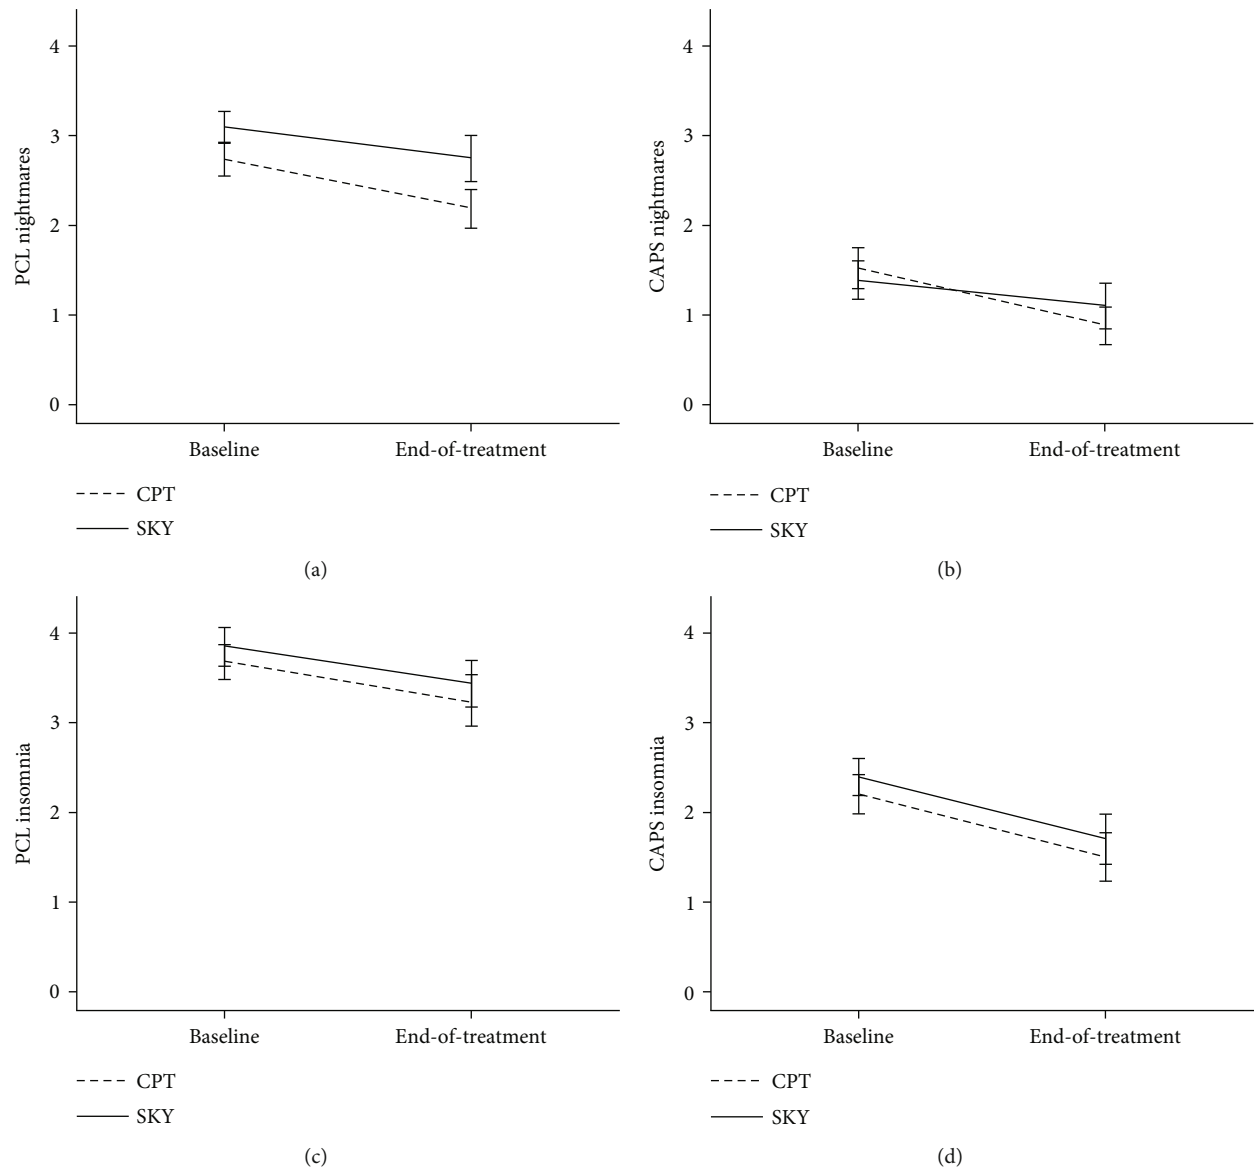 4
3
2
1
0
PCL nightmares
Baseline
End-of-treatment
CPT
SKY
(a)
4
3
2
1
0
CAPS nightmares
Baseline
End-of-treatment
CPT
SKY
(b)
4
3
2
1
0
PCL insomnia
Baseline
End-of-treatment
CPT
SKY
(c)
4
3
2
1
0
CAPS insomnia
Baseline
End-of-treatment
CPT
SKY
(d)